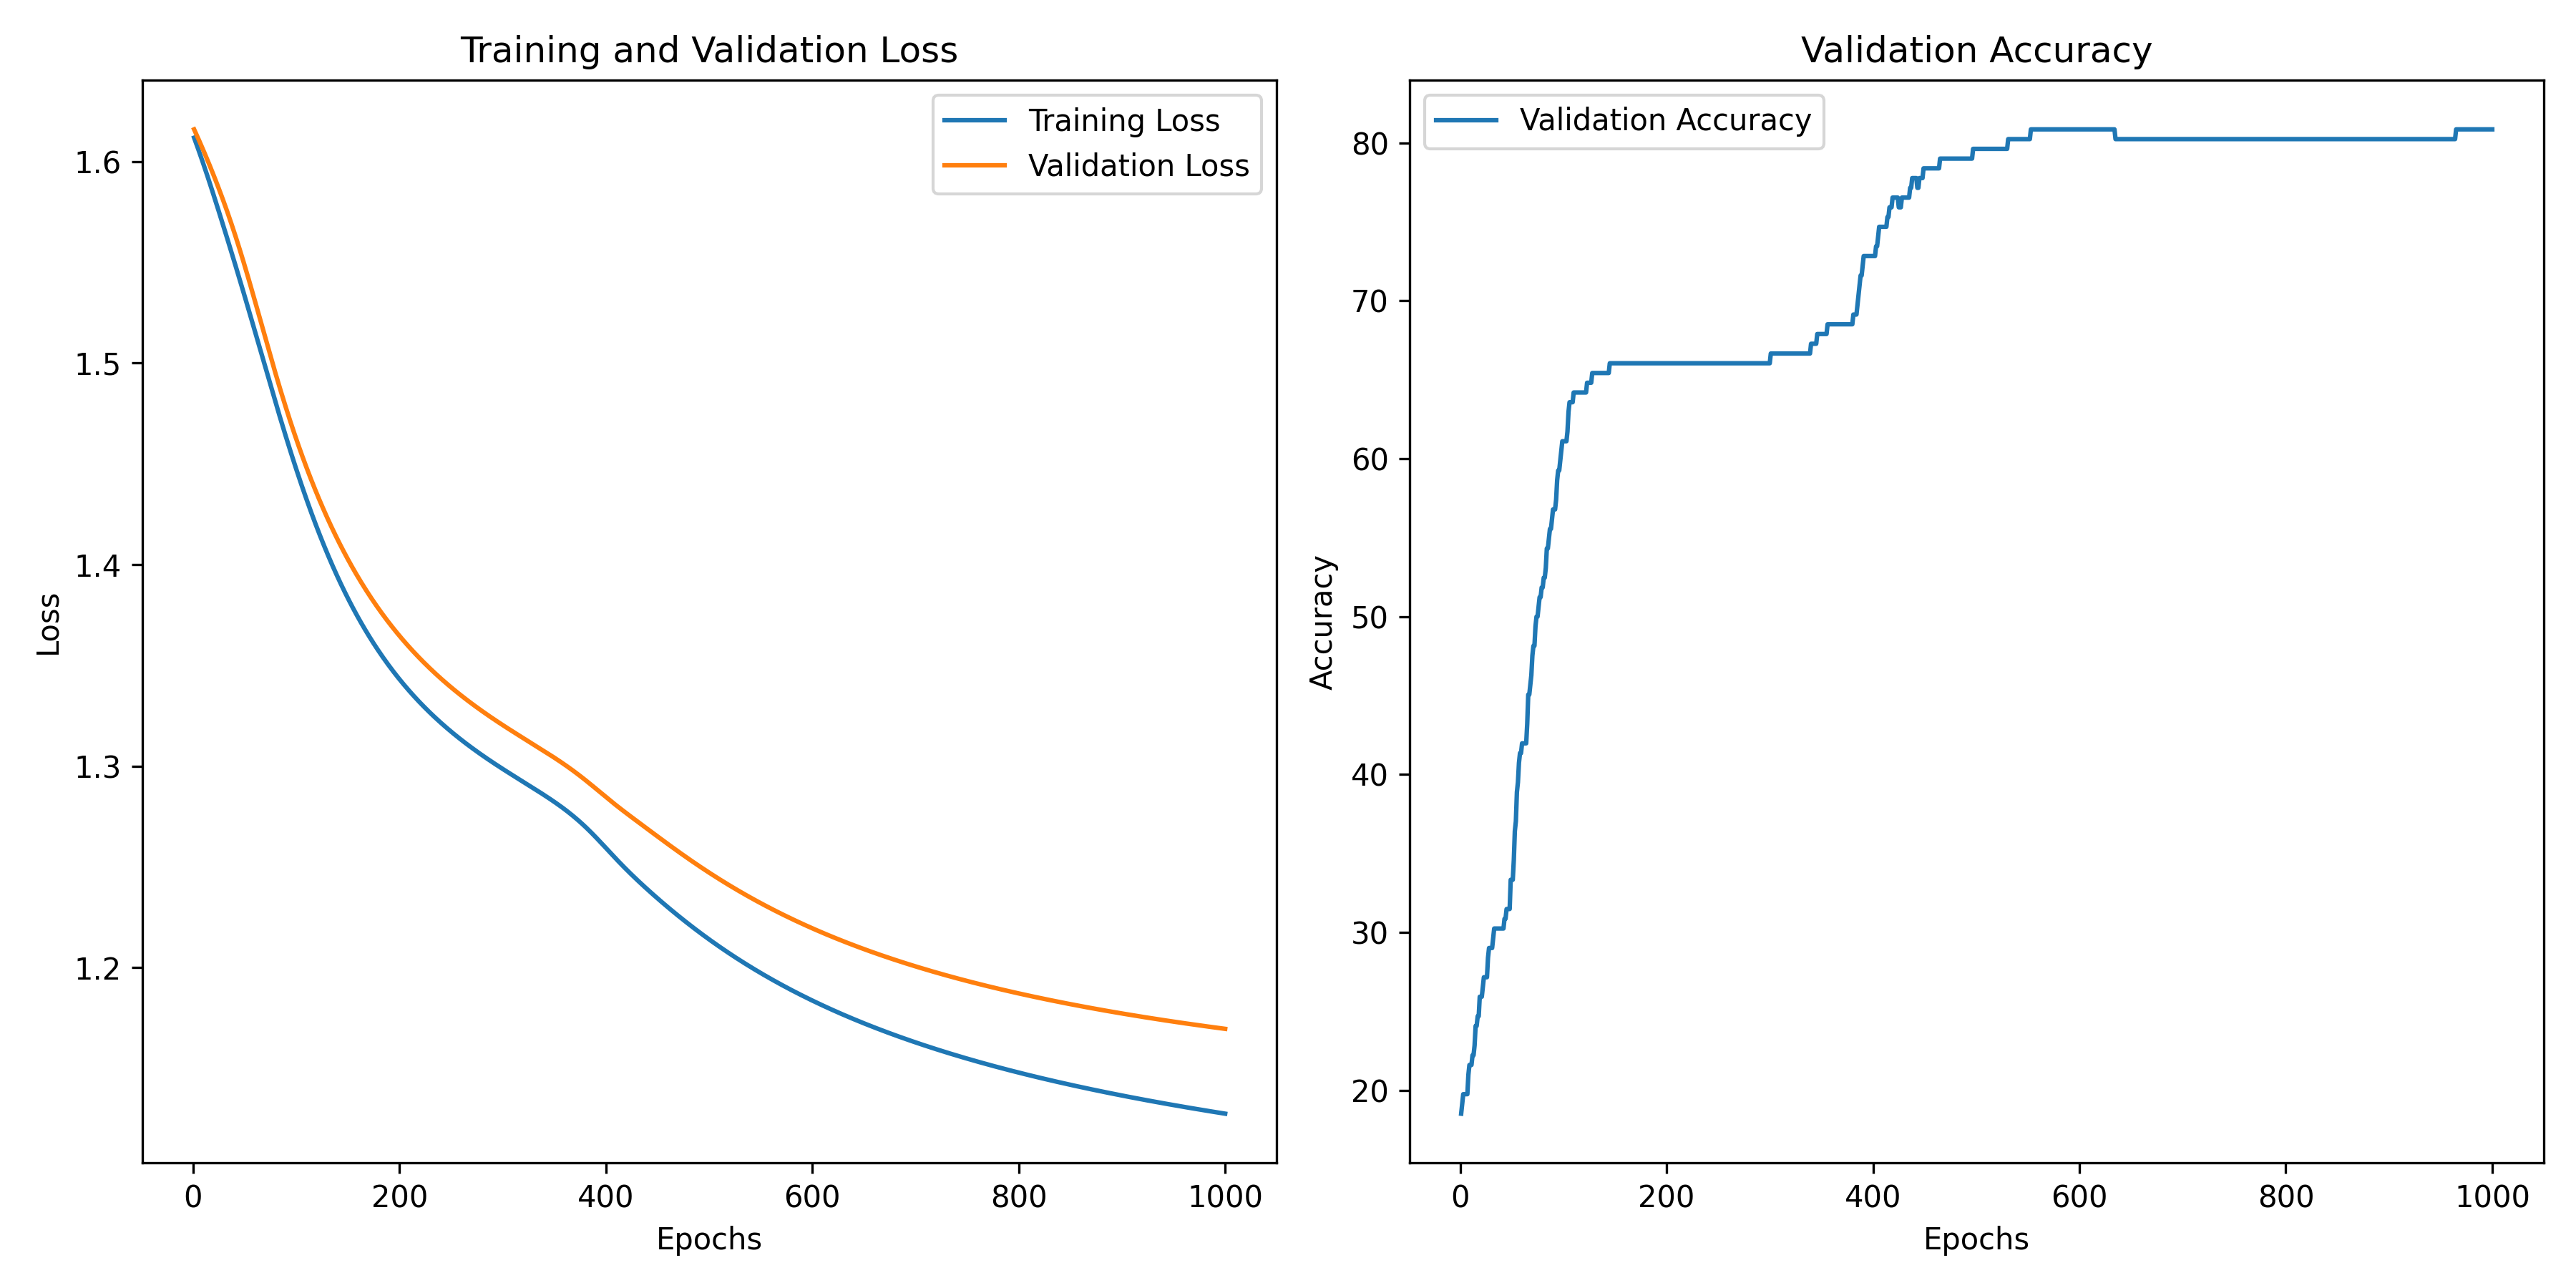 Training and Validation Loss
Training Loss
Validation Loss
1.6
1.5
1.4
1.3
1.2
Loss
0 200 400 600 800 1000
Epochs
Validation Accuracy
Validation Accuracy
80
70
60
50
40
30
20
Accuracy
0 200 400 600 800 1000
Epochs